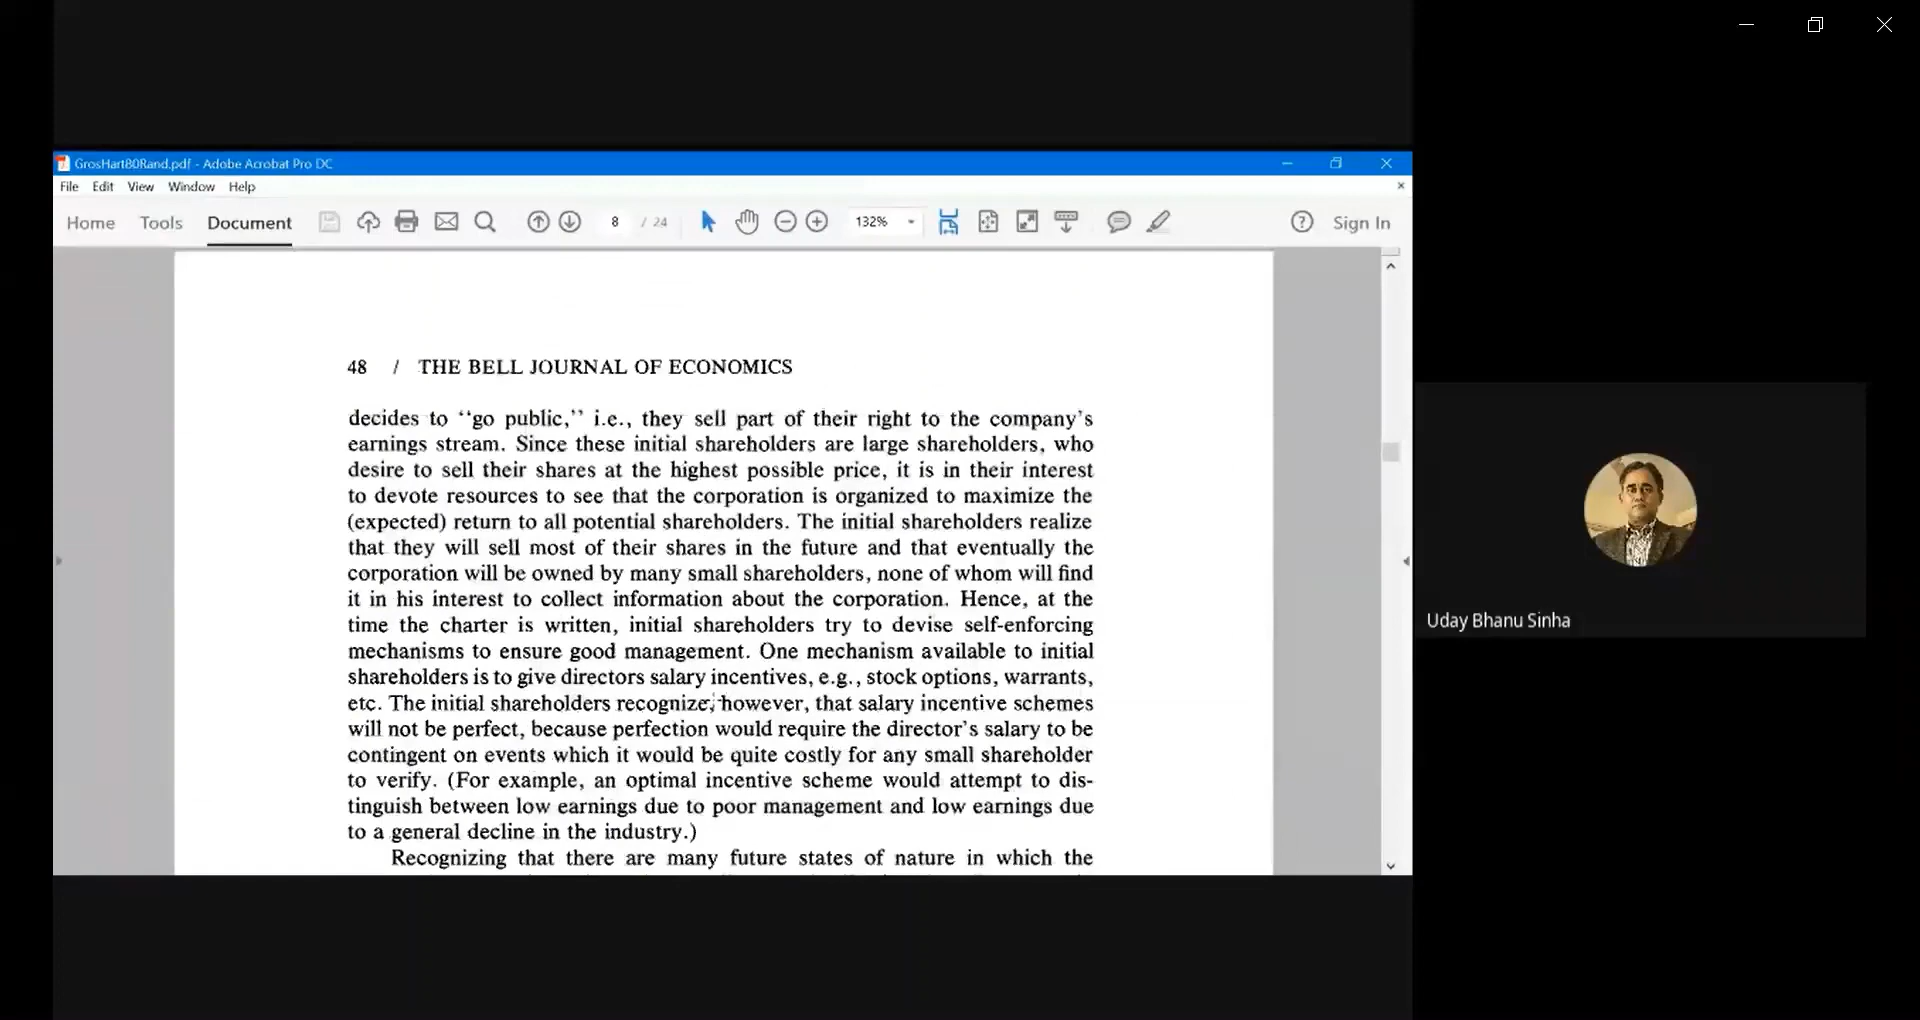 GrosHart80Rand.pdf - Adobe Acrobat Pro DC
File Edit View Window Help
Home Tools Document 8 / 24 132% Sign In
48 / THE BELL JOURNAL OF ECONOMICS
decides to ‘‘go public,’’ i.e., they sell part of their right to the company’s
earnings stream. Since these initial shareholders are large shareholders, who
desire to sell their shares at the highest possible price, it is in their interest
to devote resources to see that the corporation is organized to maximize the
(expected) return to all potential shareholders. The initial shareholders realize
that they will sell most of their shares in the future and that eventually the
corporation will be owned by many small shareholders, none of whom will find
it in his interest to collect information about the corporation. Hence, at the
time the charter is written, initial shareholders try to devise self-enforcing
mechanisms to ensure good management. One mechanism available to initial
shareholders is to give directors salary incentives, e.g., stock options, warrants,
etc. The initial shareholders recognize, however, that salary incentive schemes
will not be perfect, because perfection would require the director’s salary to be
contingent on events which it would be quite costly for any small shareholder
to verify. (For example, an optimal incentive scheme would attempt to dis-
tinguish between low earnings due to poor management and low earnings due
to a general decline in the industry.)
Recognizing that there are many future states of nature in which the
Uday Bhanu Sinha